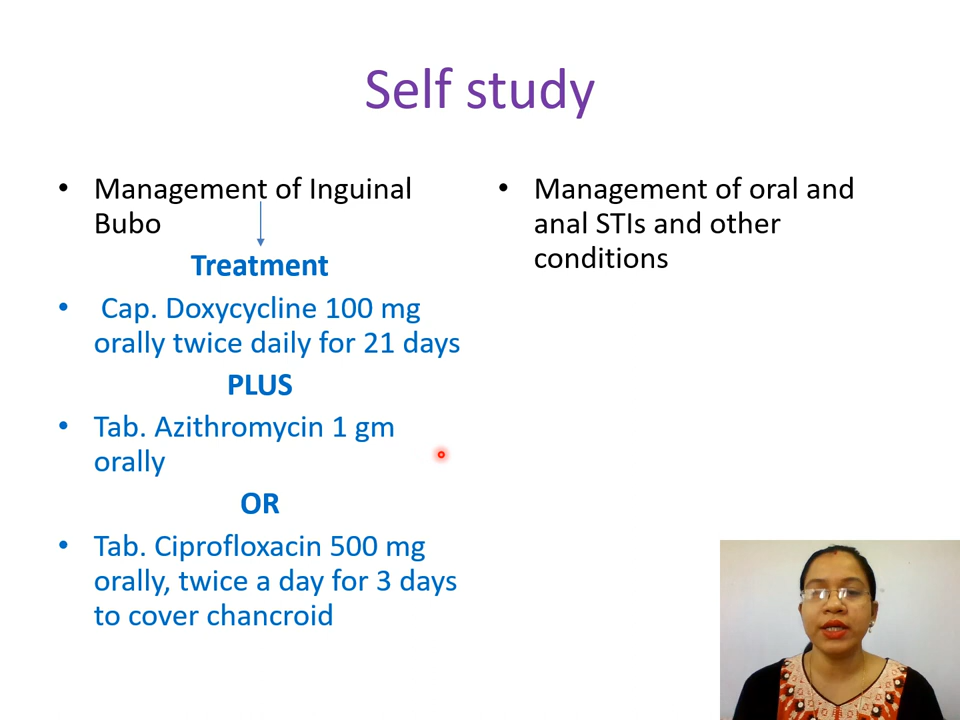 Self study
• Management of Inguinal
Bubo
Treatment
• Cap. Doxycycline 100 mg
orally twice daily for 21 days
PLUS
• Tab. Azithromycin 1 gm
orally
OR
• Tab. Ciprofloxacin 500 mg
orally, twice a day for 3 days
to cover chancroid
• Management of oral and
anal STIs and other
conditions